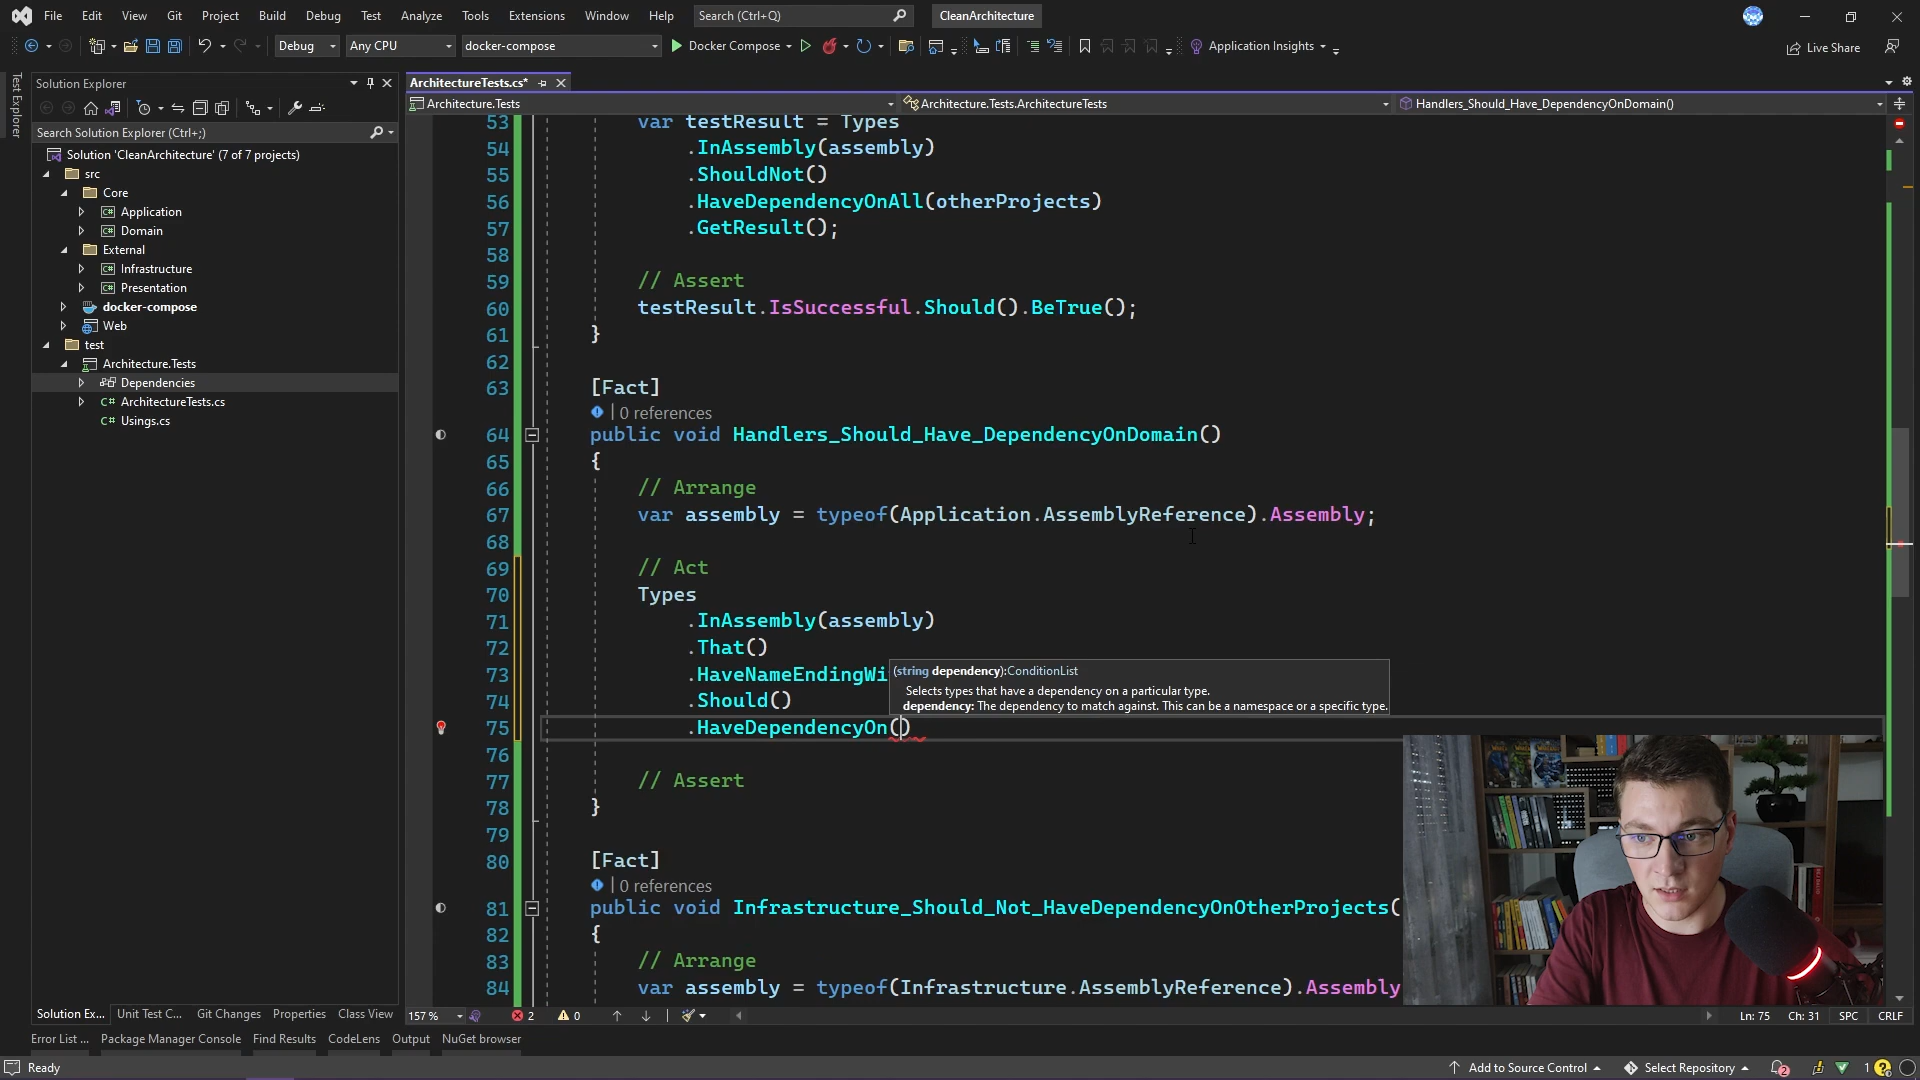 File Edit View Git Project Build Debug Test Analyze Tools Extensions Window Help Search (Ctrl+Q) CleanArchitecture
Debug Any CPU docker-compose Docker Compose Application Insights Live Share
Test Explorer
Solution Explorer
Search Solution Explorer (Ctrl+;)
Solution 'CleanArchitecture' (7 of 7 projects)
src
Core
C# Application
C# Domain
External
C# Infrastructure
C# Presentation
docker-compose
Web
test
Architecture.Tests
Dependencies
C# ArchitectureTests.cs
C# Usings.cs
ArchitectureTests.cs*
Architecture.Tests Architecture.Tests.ArchitectureTests Handlers_Should_Have_DependencyOnDomain()
53 var testResult = Types
54 .InAssembly(assembly)
55 .ShouldNot()
56 .HaveDependencyOnAll(otherProjects)
57 .GetResult();
58
59 // Assert
60 testResult.IsSuccessful.Should().BeTrue();
61 }
62
63 [Fact]
0 references
64 public void Handlers_Should_Have_DependencyOnDomain()
65 {
66 // Arrange
67 var assembly = typeof(Application.AssemblyReference).Assembly;
68
69 // Act
70 Types
71 .InAssembly(assembly)
72 .That()
73 .HaveNameEndingWi
(string dependency):ConditionList
Selects types that have a dependency on a particular type.
dependency: The dependency to match against. This can be a namespace or a specific type.
74 .Should()
75 .HaveDependencyOn()
76
77 // Assert
78 }
79
80 [Fact]
0 references
81 public void Infrastructure_Should_Not_HaveDependencyOnOtherProjects(
82 {
83 // Arrange
84 var assembly = typeof(Infrastructure.AssemblyReference).Assembly
Solution Ex... Unit Test C... Git Changes Properties Class View
157 % 2 0 Ln: 75 Ch: 31 SPC CRLF
Error List ... Package Manager Console Find Results CodeLens Output NuGet browser
Ready Add to Source Control Select Repository 2 1